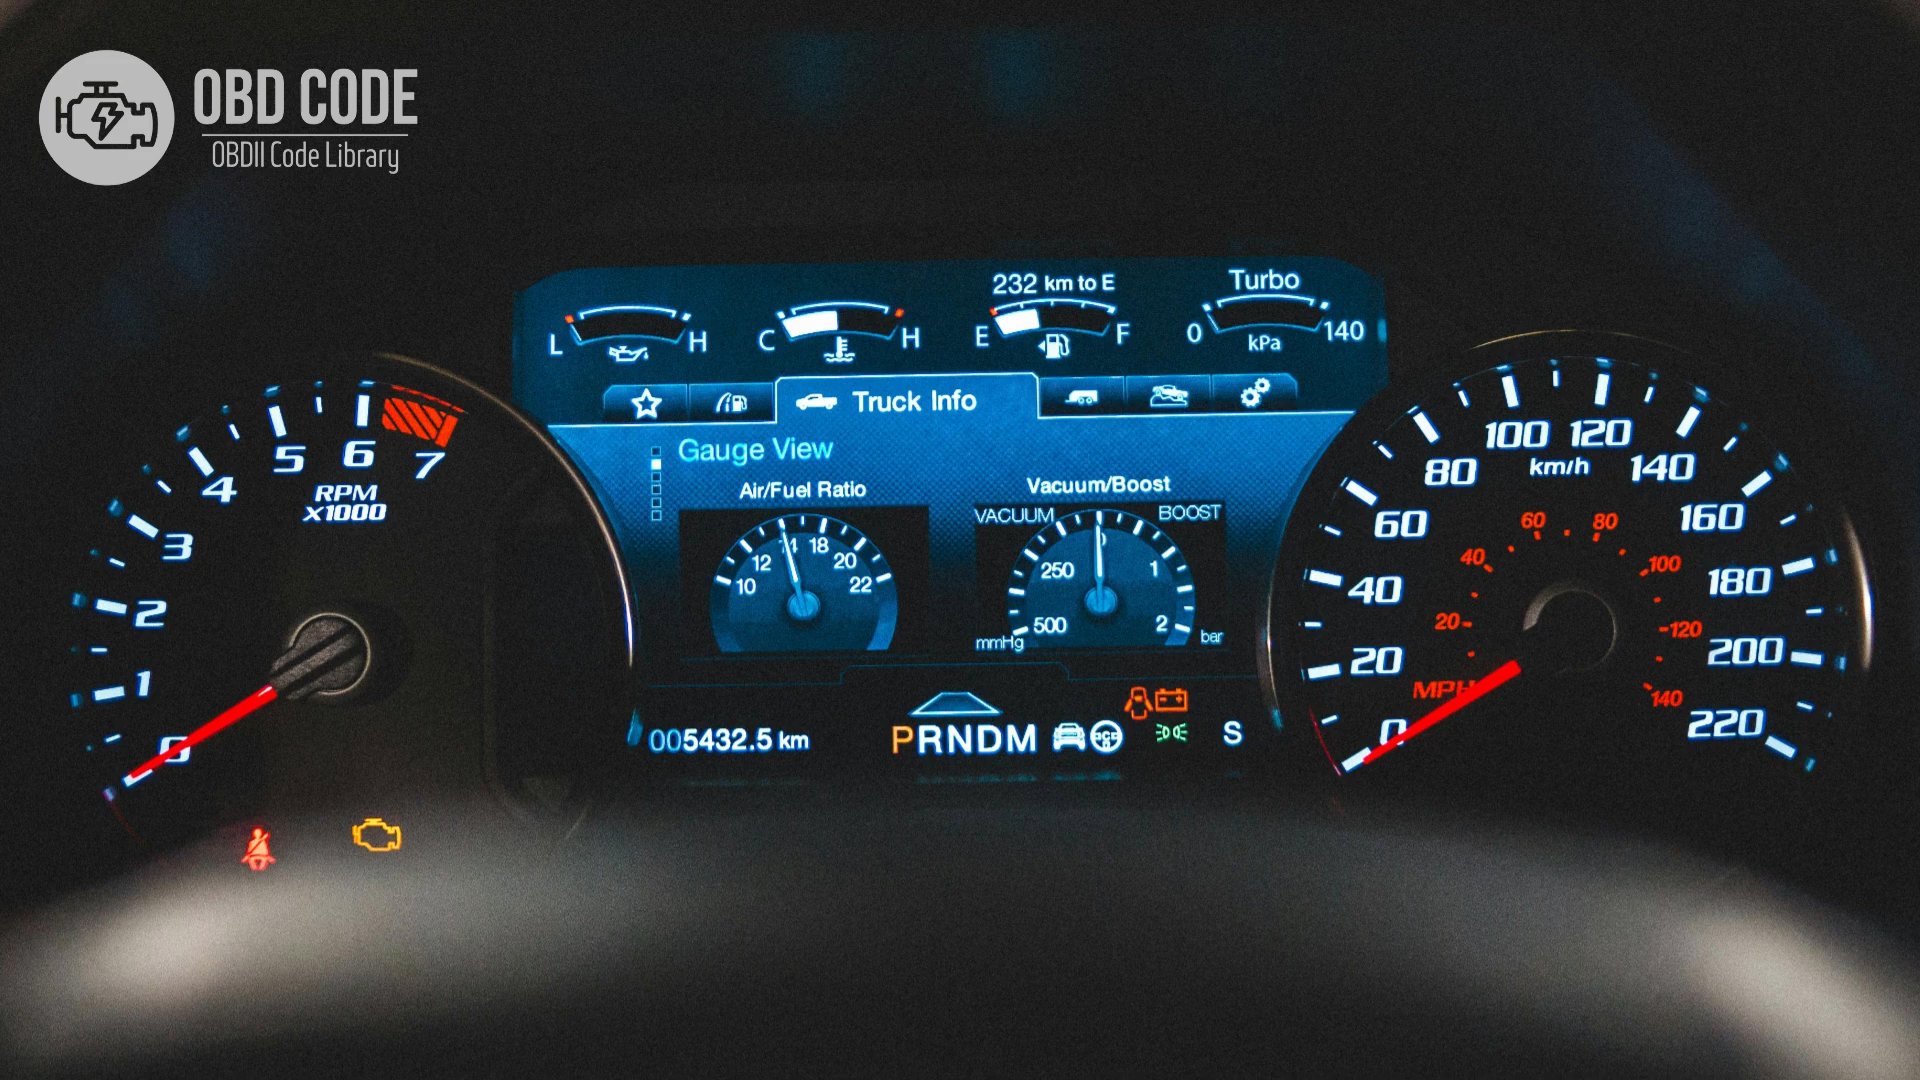 OBD CODE
OBDII Code Library
232 km to E
Turbo
L H
C H
E F
0 140
kPa
Truck Info
Gauge View
Air/Fuel Ratio
10 12 14 18 20 22
Vacuum/Boost
VACUUM BOOST
500 250 0 1 2
mmHg bar
0 1 2 3 4 5 6 7
RPM
X1000
0 20 40 60 80 100 120 140 160 180 200 220
km/h
20 40 60 80 100 120 140
MPH
005432.5 km
PRNDM
S